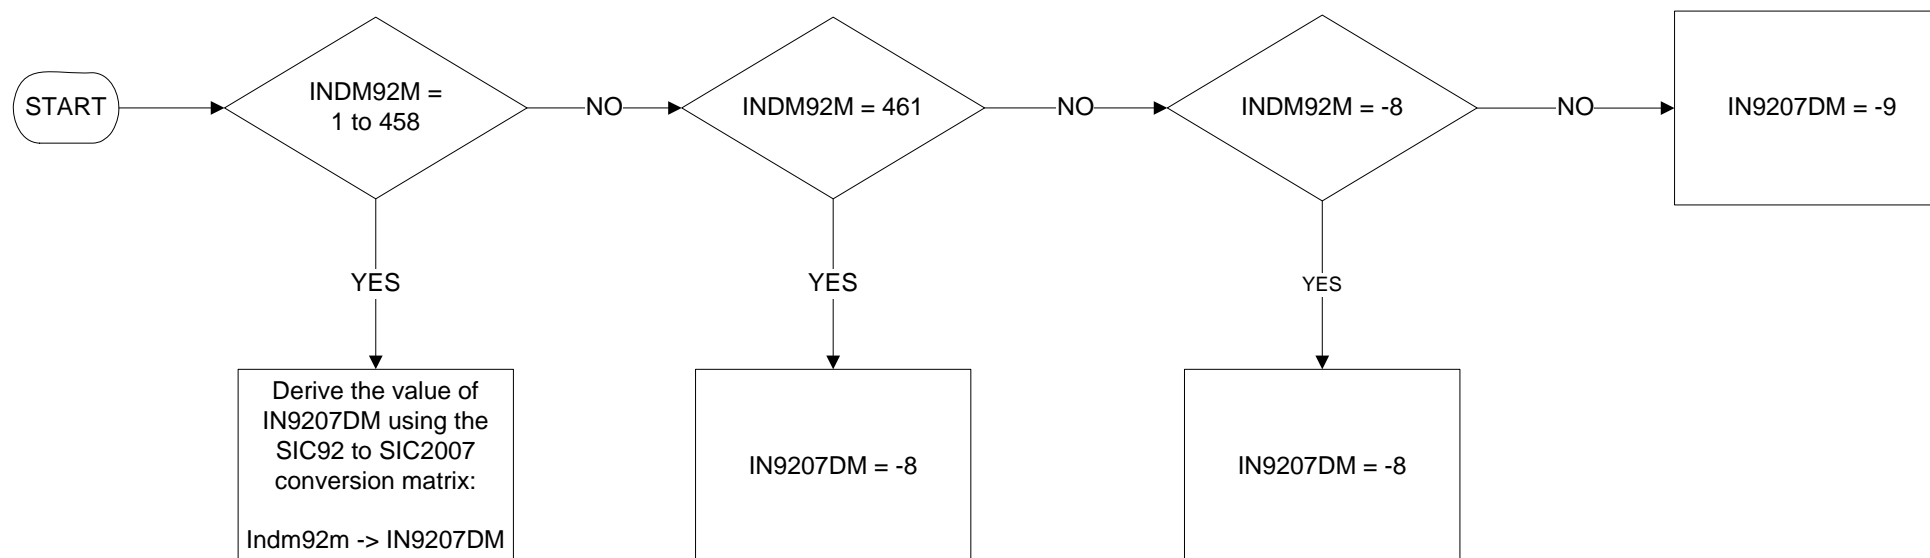 START
INDM92M =
1 to 458
NO
INDM92M = 461
NO
INDM92M = -8
NO
IN9207DM = -9
YES
YES
YES
Derive the value of
IN9207DM using the
SIC92 to SIC2007
conversion matrix:
Indm92m -> IN9207DM
IN9207DM = -8
IN9207DM = -8